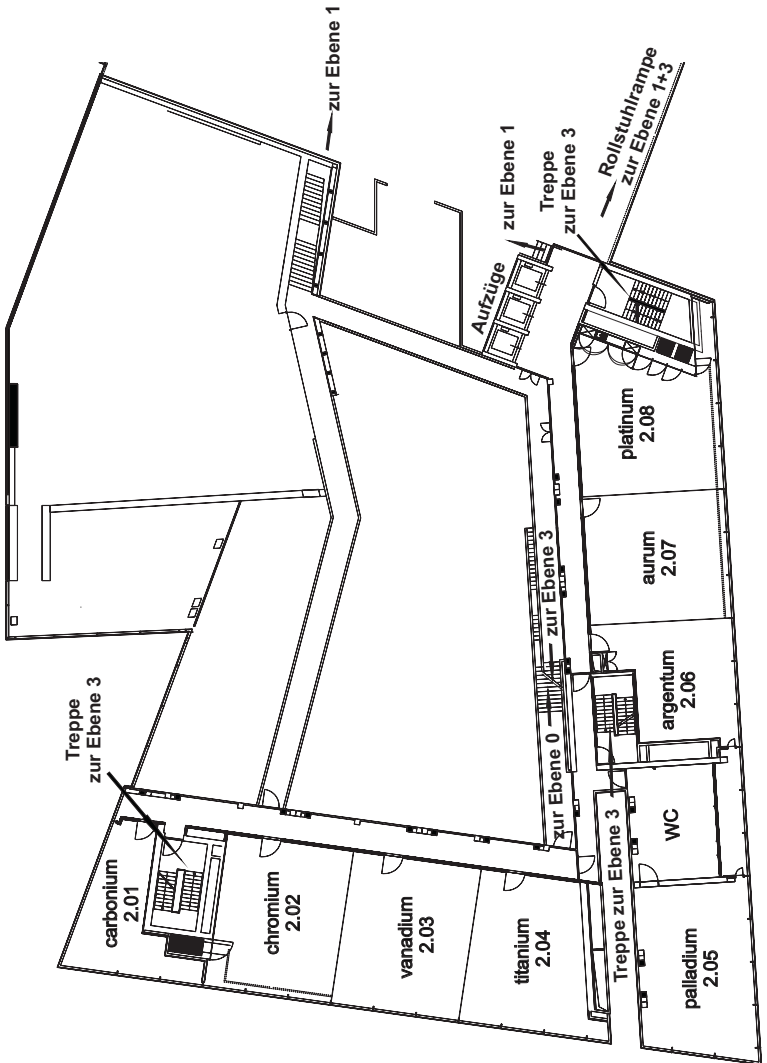 zur Ebene 1
Rollstuhlrampe
zur Ebene 1+3
zur Ebene 1
Treppe
zur Ebene 3
Aufzüge
platinum
2.08
zur Ebene 3
aurum
2.07
Treppe
zur Ebene 3
argentum
2.06
zur Ebene 0
WC
Treppe zur Ebene 3
carbonium
2.01
chromium
2.02
vanadium
2.03
titanium
2.04
palladium
2.05